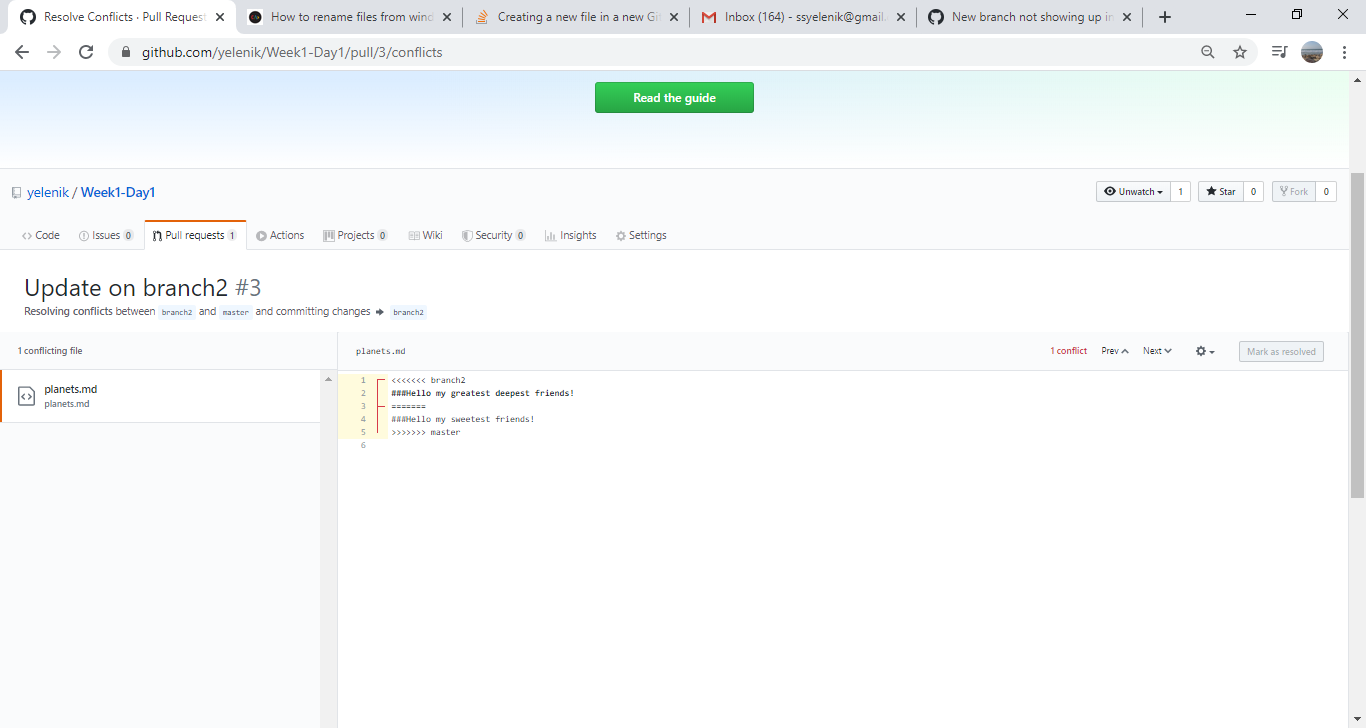 Resolve Conflicts · Pull Request
How to rename files from wind
Creating a new file in a new Git
Inbox (164) - ssyelenik@gmail.
New branch not showing up in
github.com/yelenik/Week1-Day1/pull/3/conflicts
Read the guide
yelenik / Week1-Day1
Unwatch 1
Star 0
Fork 0
Code
Issues 0
Pull requests 1
Actions
Projects 0
Wiki
Security 0
Insights
Settings
Update on branch2 #3
Resolving conflicts between branch2 and master and committing changes branch2
1 conflicting file
planets.md
planets.md
planets.md
1 conflict
Prev
Next
Mark as resolved
1 <<<<<<< branch2
2 ###Hello my greatest deepest friends!
3 =======
4 ###Hello my sweetest friends!
5 >>>>>>> master
6